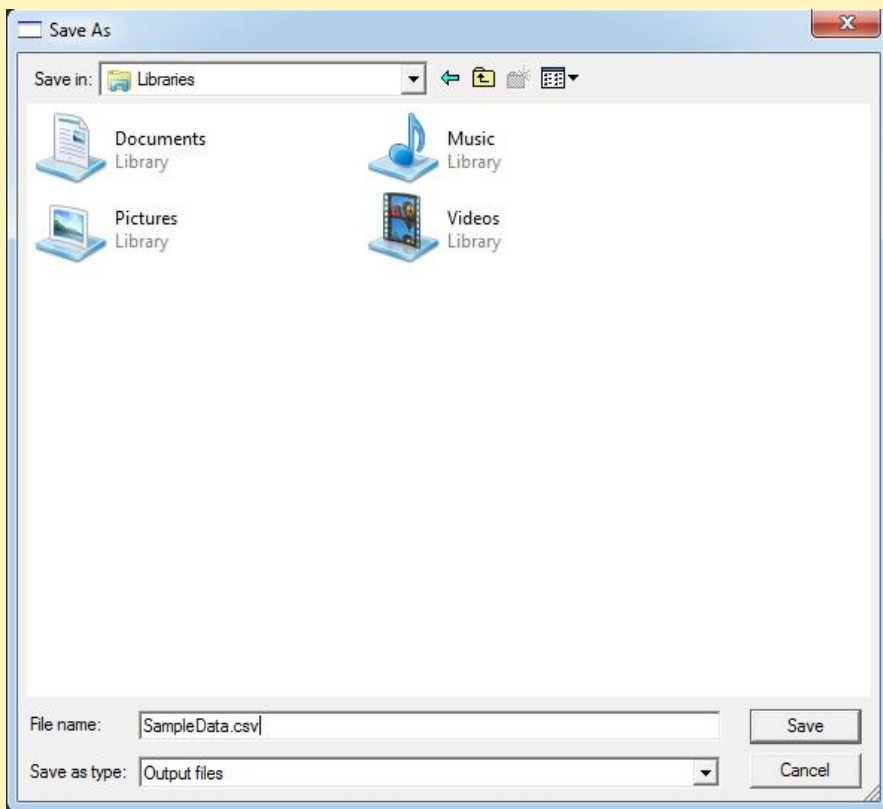 Save As
Save in: Libraries
Documents
Library
Music
Library
Pictures
Library
Videos
Library
File name: SampleData.csv Save
Save as type: Output files Cancel